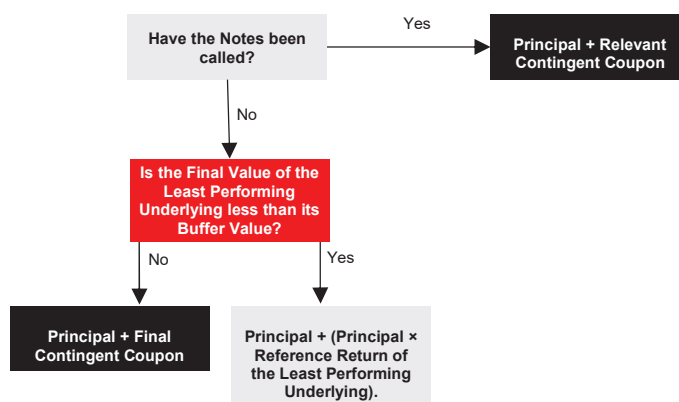 Have the Notes been
called?
Yes
Principal + Relevant
Contingent Coupon
No
Is the Final Value of the
Least Performing
Underlying less than its
Buffer Value?
No
Yes
Principal + Final
Contingent Coupon
Principal + (Principal ×
Reference Return of
the Least Performing
Underlying).